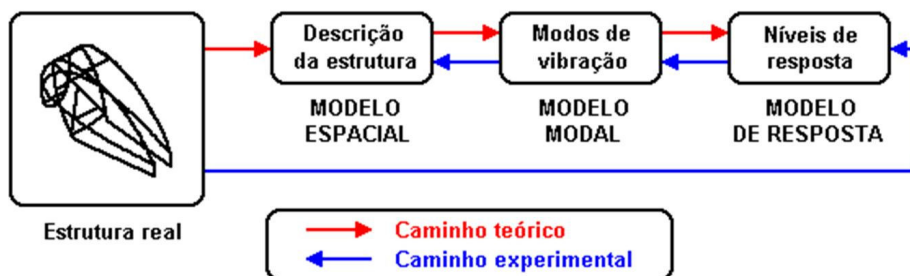 Descrição
da estrutura
Modos de
vibração
Níveis de
resposta
MODELO
ESPACIAL
MODELO
MODAL
MODELO
DE RESPOSTA
Estrutura real
Caminho teórico
Caminho experimental